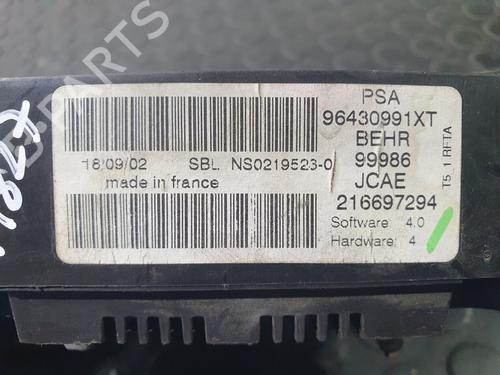 PSA
96430991XT
BEHR
99986
JCAE
216697294
Software 4.0
Hardware: 4
T5 1 RFTA
18/09/02 SBL. NS0219523-0
made in france
B-PARTS